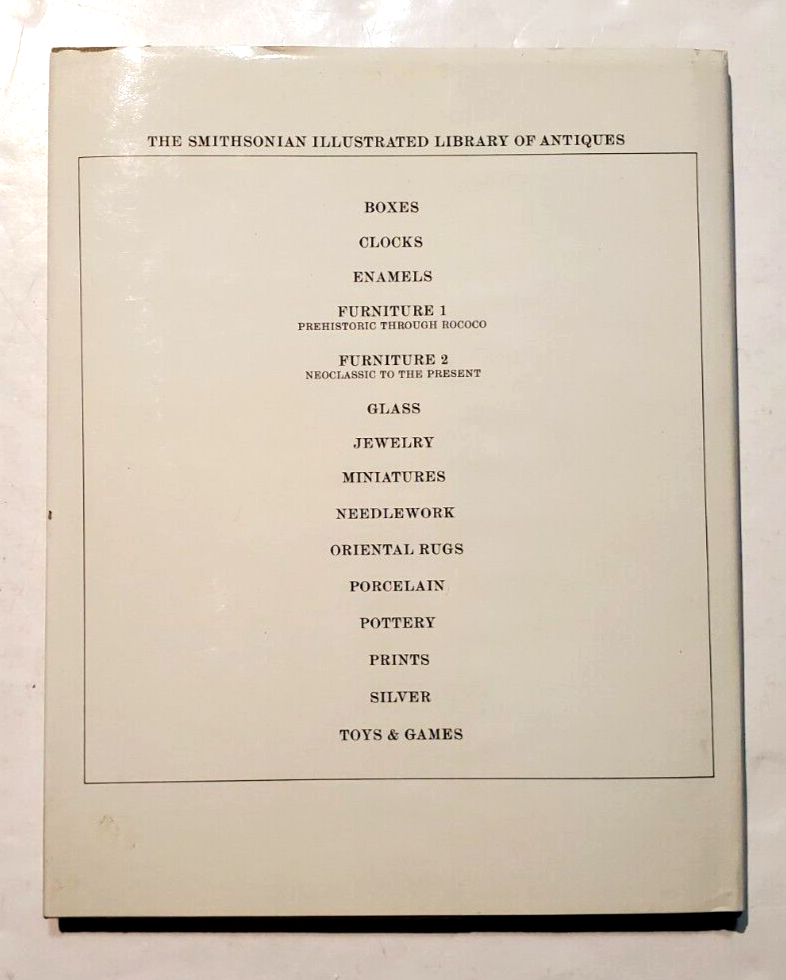 THE SMITHSONIAN ILLUSTRATED LIBRARY OF ANTIQUES
BOXES
CLOCKS
ENAMELS
FURNITURE 1
PREHISTORIC THROUGH ROCOCO
FURNITURE 2
NEOCLASSIC TO THE PRESENT
GLASS
JEWELRY
MINIATURES
NEEDLEWORK
ORIENTAL RUGS
PORCELAIN
POTTERY
PRINTS
SILVER
TOYS & GAMES